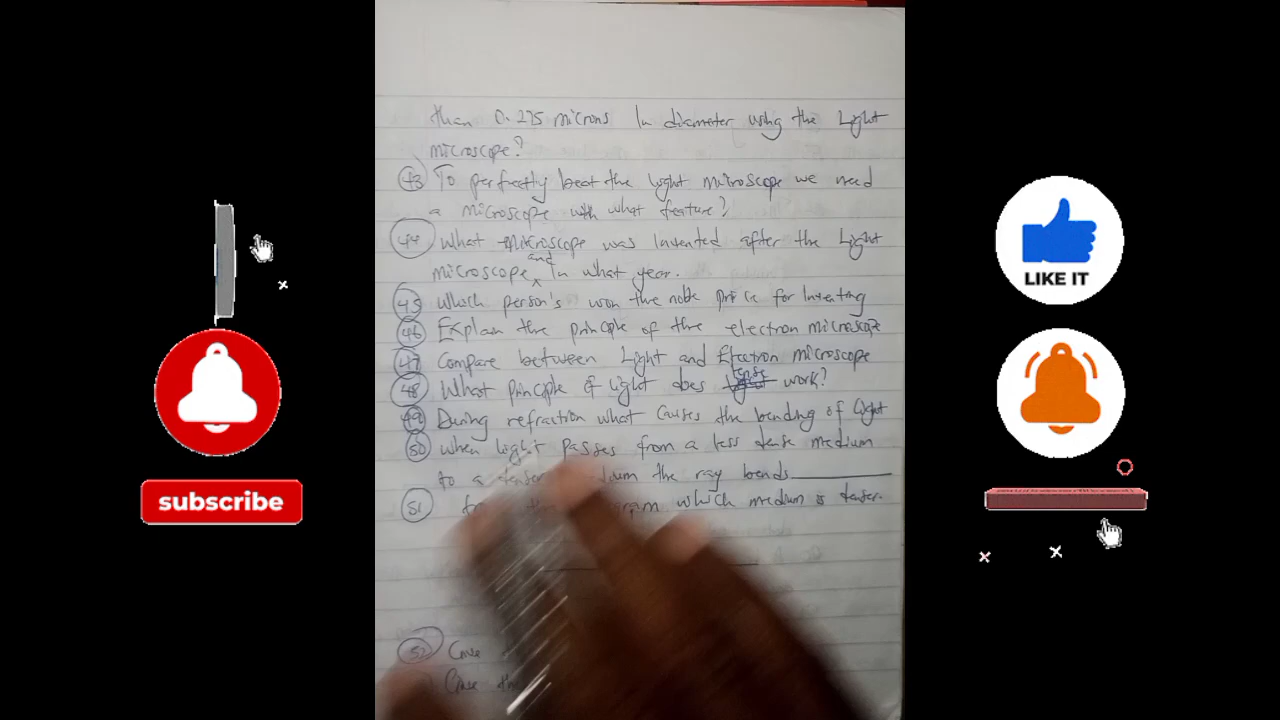 than 0.275 microns In diameter using the Light
microscope?
43 To perfectly beat the light microscope we need
a microscope with what feature?
44 What microscope was Invented after the Light
microscope and In what year.
45 Which person's won the noble price for Inventing
46 Explain the principle of the electron microscope
47 Compare between Light and Electron microscope
48 What principle of light does lense work?
49 During refraction what causes the bending of light
50 when light passes from a less dense medium
to a denser the ray bends
51 which medium is denser.
52
subscribe
LIKE IT